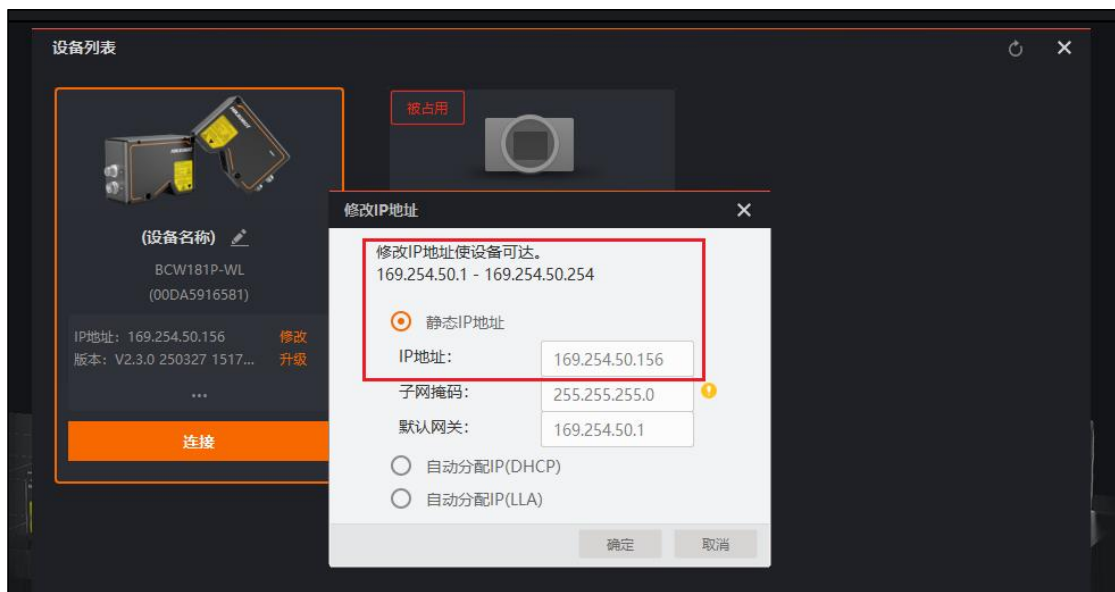 设备列表
被占用
(设备名称)
BCW181P-WL
(00DA5916581)
IP地址：169.254.50.156 修改
版本：V2.3.0 250327 1517... 升级
...
连接
修改IP地址
修改IP地址使设备可达。
169.254.50.1 - 169.254.50.254
静态IP地址
IP地址： 169.254.50.156
子网掩码： 255.255.255.0
默认网关： 169.254.50.1
自动分配IP(DHCP)
自动分配IP(LLA)
确定 取消